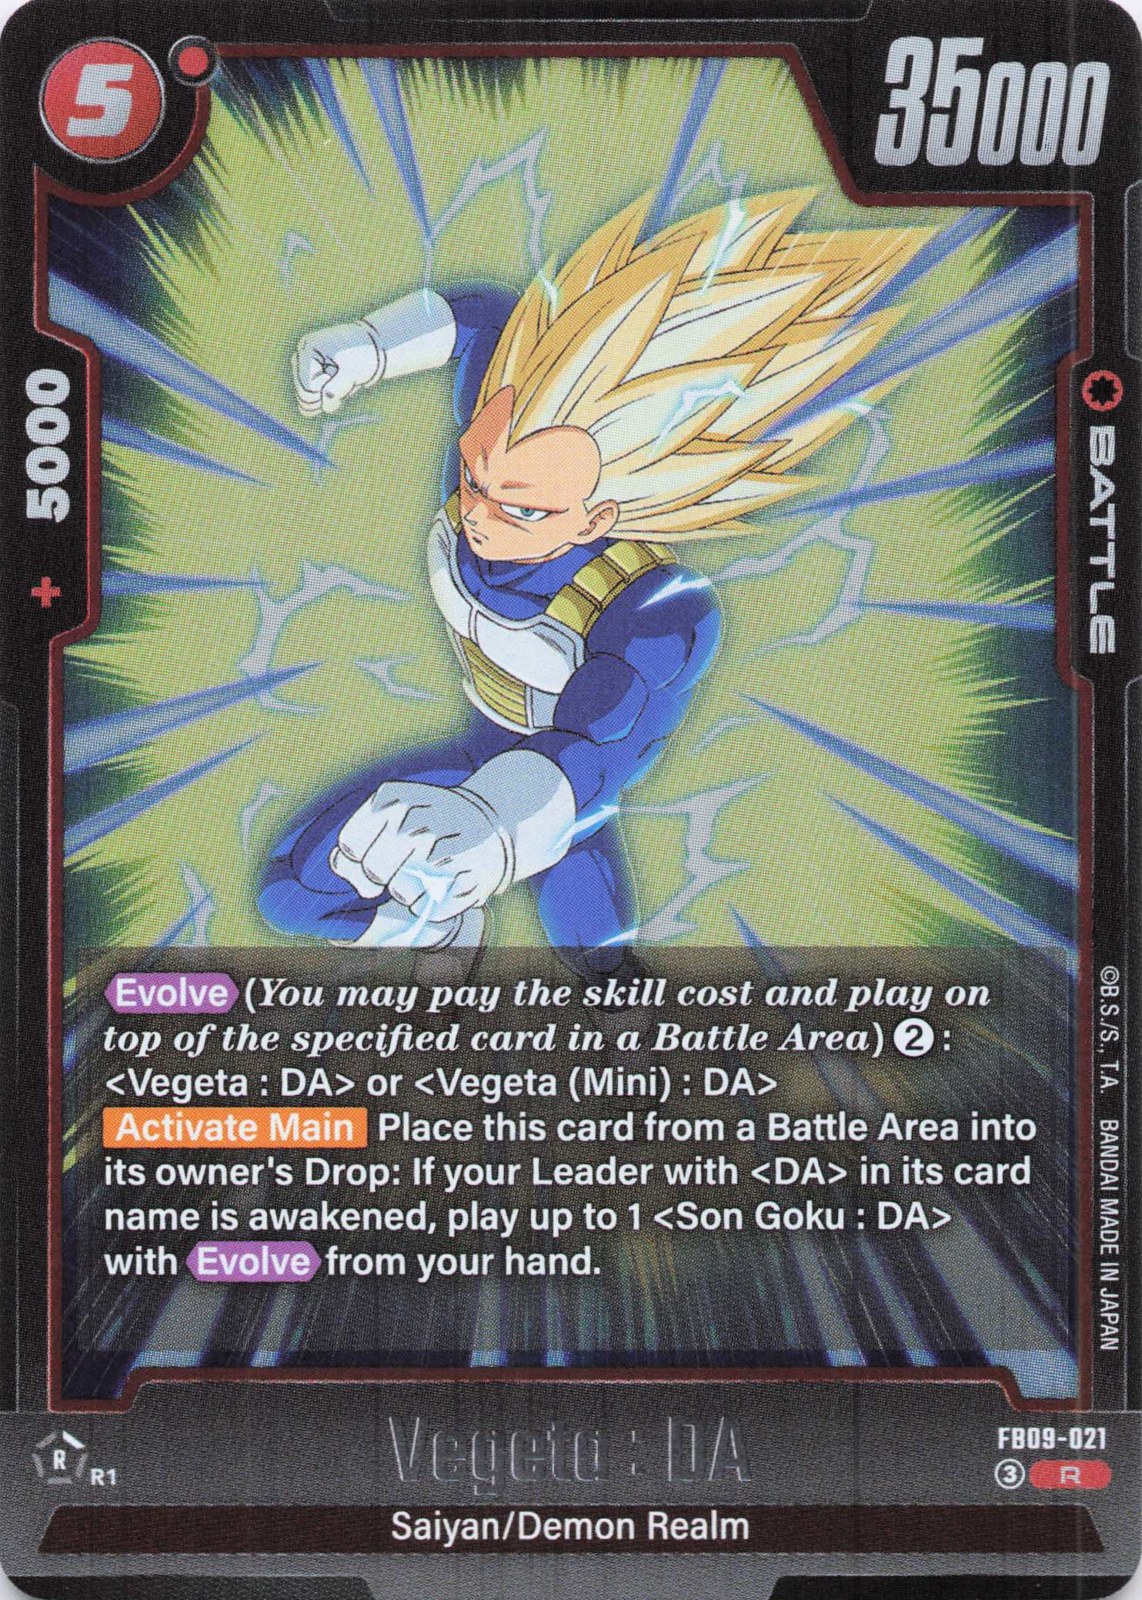 5
35000
+ 5000
BATTLE
Evolve (You may pay the skill cost and play on
top of the specified card in a Battle Area) 2 :
<Vegeta : DA> or <Vegeta (Mini) : DA>
Activate Main Place this card from a Battle Area into
its owner's Drop: If your Leader with <DA> in its card
name is awakened, play up to 1 <Son Goku : DA>
with Evolve from your hand.
©B.S./S., T.A. BANDAI MADE IN JAPAN
R
R1
Vegeta : DA
FB09-021
3 R
Saiyan/Demon Realm